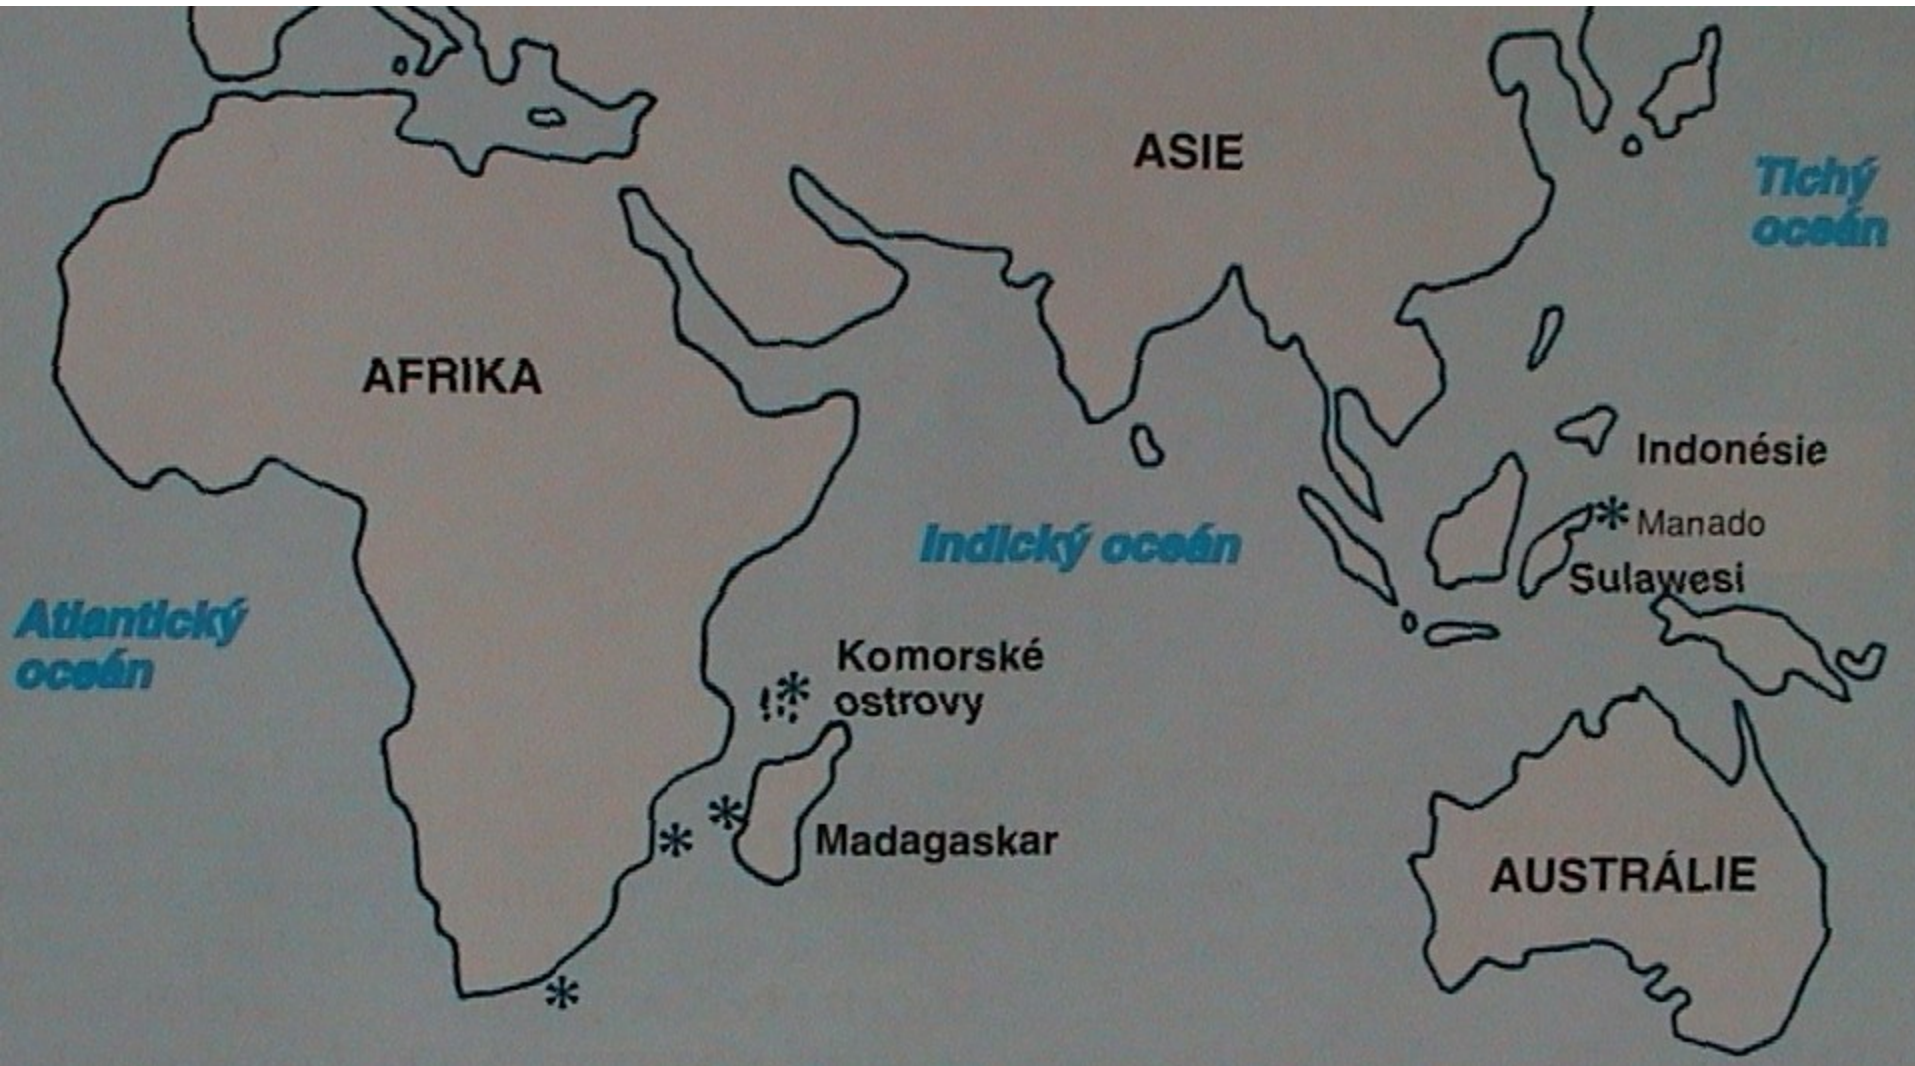 ASIE
Tichý
oceán
AFRIKA
Indonésie
* Manado
Sulawesi
Indický oceán
Atlantický
oceán
Komorské
* ostrovy
*
* Madagaskar
AUSTRÁLIE
*